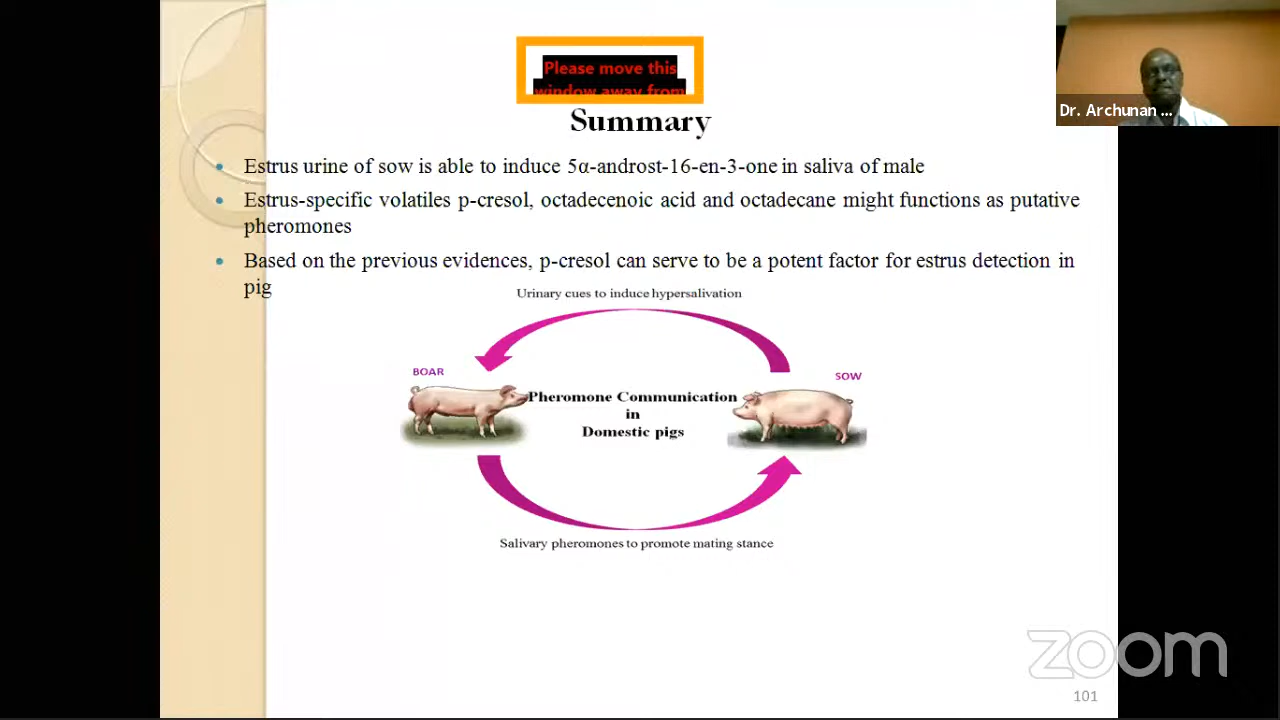 Please move this
window away from
Dr. Archunan ...
Summary
• Estrus urine of sow is able to induce 5α-androst-16-en-3-one in saliva of male
• Estrus-specific volatiles p-cresol, octadecenoic acid and octadecane might functions as putative
pheromones
• Based on the previous evidences, p-cresol can serve to be a potent factor for estrus detection in
pig
Urinary cues to induce hypersalivation
BOAR
SOW
Pheromone Communication
in
Domestic pigs
Salivary pheromones to promote mating stance
zoom
101